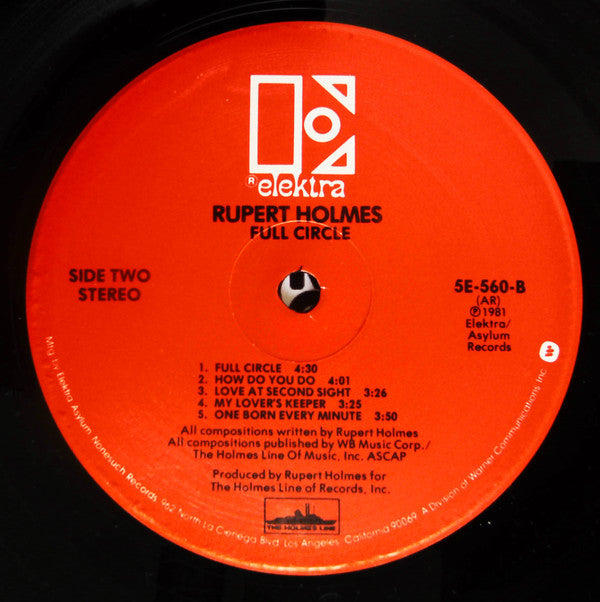 ® elektra
RUPERT HOLMES
FULL CIRCLE
SIDE TWO
STEREO
5E-560-B
(AR)
℗ 1981
Elektra/
Asylum
Records
1. FULL CIRCLE 4:30
2. HOW DO YOU DO 4:01
3. LOVE AT SECOND SIGHT 3:26
4. MY LOVER'S KEEPER 3:25
5. ONE BORN EVERY MINUTE 3:50
All compositions written by Rupert Holmes
All compositions published by WB Music Corp./
The Holmes Line Of Music, Inc. ASCAP
Produced by Rupert Holmes for
The Holmes Line of Records, Inc.
THE HOLMES LINE
Mfg. by Elektra Asylum Nonesuch Records, 962 North La Cienega Blvd. Los Angeles, California 90069. A Division of Warner Communications Inc.